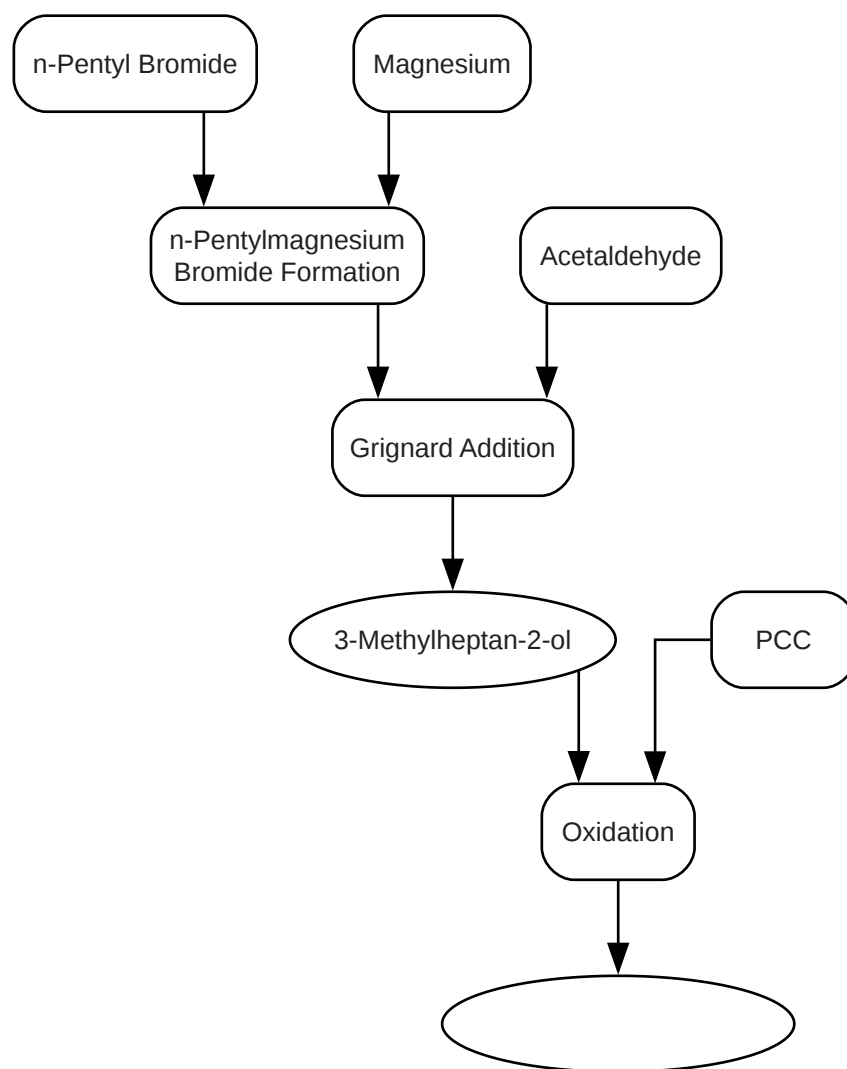 n-Pentyl Bromide
Magnesium
n-Pentylmagnesium
Bromide Formation
Acetaldehyde
Grignard Addition
3-Methylheptan-2-ol
PCC
Oxidation